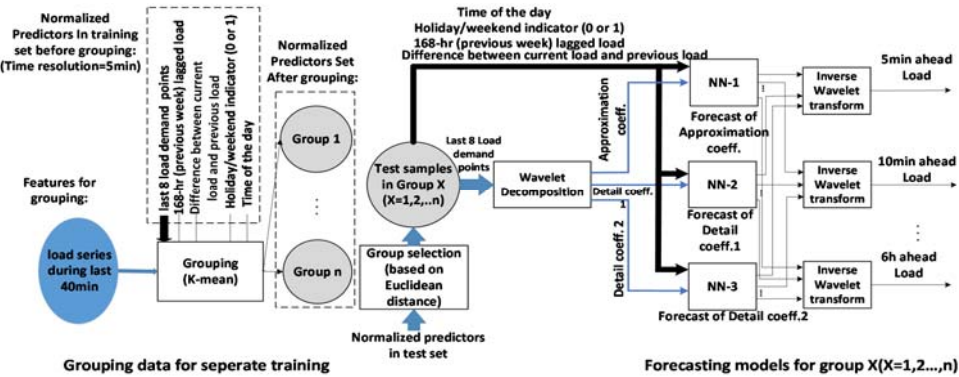 Normalized
Predictors In training
set before grouping:
(Time resolution=5min)
last 8 load demand points
168-hr (previous week) lagged load
Difference between current
load and previous load
Holiday/weekend indicator (0 or 1)
Time of the day
Features for
grouping:
load series
during last
40min
Grouping
(K-mean)
Normalized
Predictors Set
After grouping:
Group 1
Group n
Grouping data for seperate training
Time of the day
Holiday/weekend indicator (0 or 1)
168-hr (previous week) lagged load
Difference between current load and previous load
Test samples
in Group X
(X=1,2,..n)
Last 8 Load
demand
points
Group selection
(based on
Euclidean
distance)
Normalized predictors
in test set
Wavelet
Decomposition
Approximation
coeff.
Detail coeff.
1
Detail coeff. 2
NN-1
Forecast of
Approximation
coeff.
NN-2
Forecast of
Detail
coeff.1
NN-3
Forecast of Detail coeff.2
Inverse
Wavelet
transform
5min ahead
Load
Inverse
Wavelet
transform
10min ahead
Load
Inverse
Wavelet
transform
6h ahead
Load
Forecasting models for group X(X=1,2...,n)